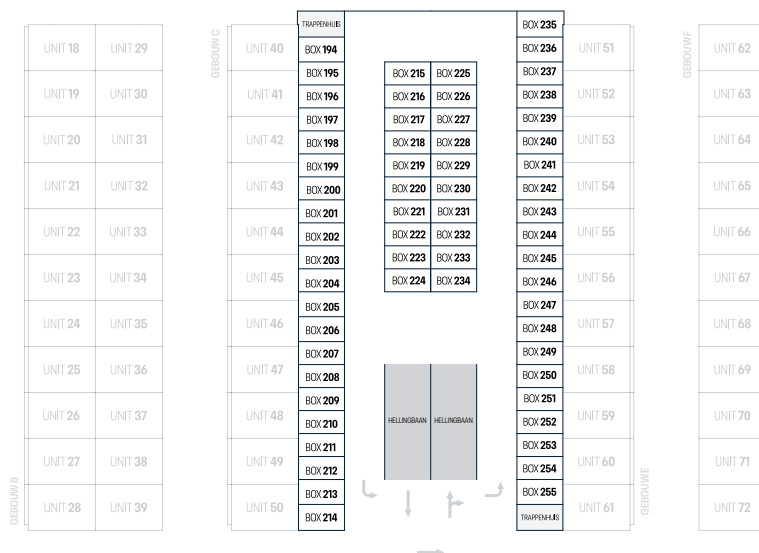 GEBOUW B
UNIT 18 UNIT 29
UNIT 19 UNIT 30
UNIT 20 UNIT 31
UNIT 21 UNIT 32
UNIT 22 UNIT 33
UNIT 23 UNIT 34
UNIT 24 UNIT 35
UNIT 25 UNIT 36
UNIT 26 UNIT 37
UNIT 27 UNIT 38
UNIT 28 UNIT 39
GEBOUW C
UNIT 40
UNIT 41
UNIT 42
UNIT 43
UNIT 44
UNIT 45
UNIT 46
UNIT 47
UNIT 48
UNIT 49
UNIT 50
TRAPPENHUIS
BOX 194
BOX 195
BOX 196
BOX 197
BOX 198
BOX 199
BOX 200
BOX 201
BOX 202
BOX 203
BOX 204
BOX 205
BOX 206
BOX 207
BOX 208
BOX 209
BOX 210
BOX 211
BOX 212
BOX 213
BOX 214
BOX 215 BOX 225
BOX 216 BOX 226
BOX 217 BOX 227
BOX 218 BOX 228
BOX 219 BOX 229
BOX 220 BOX 230
BOX 221 BOX 231
BOX 222 BOX 232
BOX 223 BOX 233
BOX 224 BOX 234
HELLINGBAAN HELLINGBAAN
BOX 235
BOX 236
BOX 237
BOX 238
BOX 239
BOX 240
BOX 241
BOX 242
BOX 243
BOX 244
BOX 245
BOX 246
BOX 247
BOX 248
BOX 249
BOX 250
BOX 251
BOX 252
BOX 253
BOX 254
BOX 255
TRAPPENHUIS
UNIT 51
UNIT 52
UNIT 53
UNIT 54
UNIT 55
UNIT 56
UNIT 57
UNIT 58
UNIT 59
UNIT 60
UNIT 61
GEBOUW E
GEBOUW F
UNIT 62
UNIT 63
UNIT 64
UNIT 65
UNIT 66
UNIT 67
UNIT 68
UNIT 69
UNIT 70
UNIT 71
UNIT 72